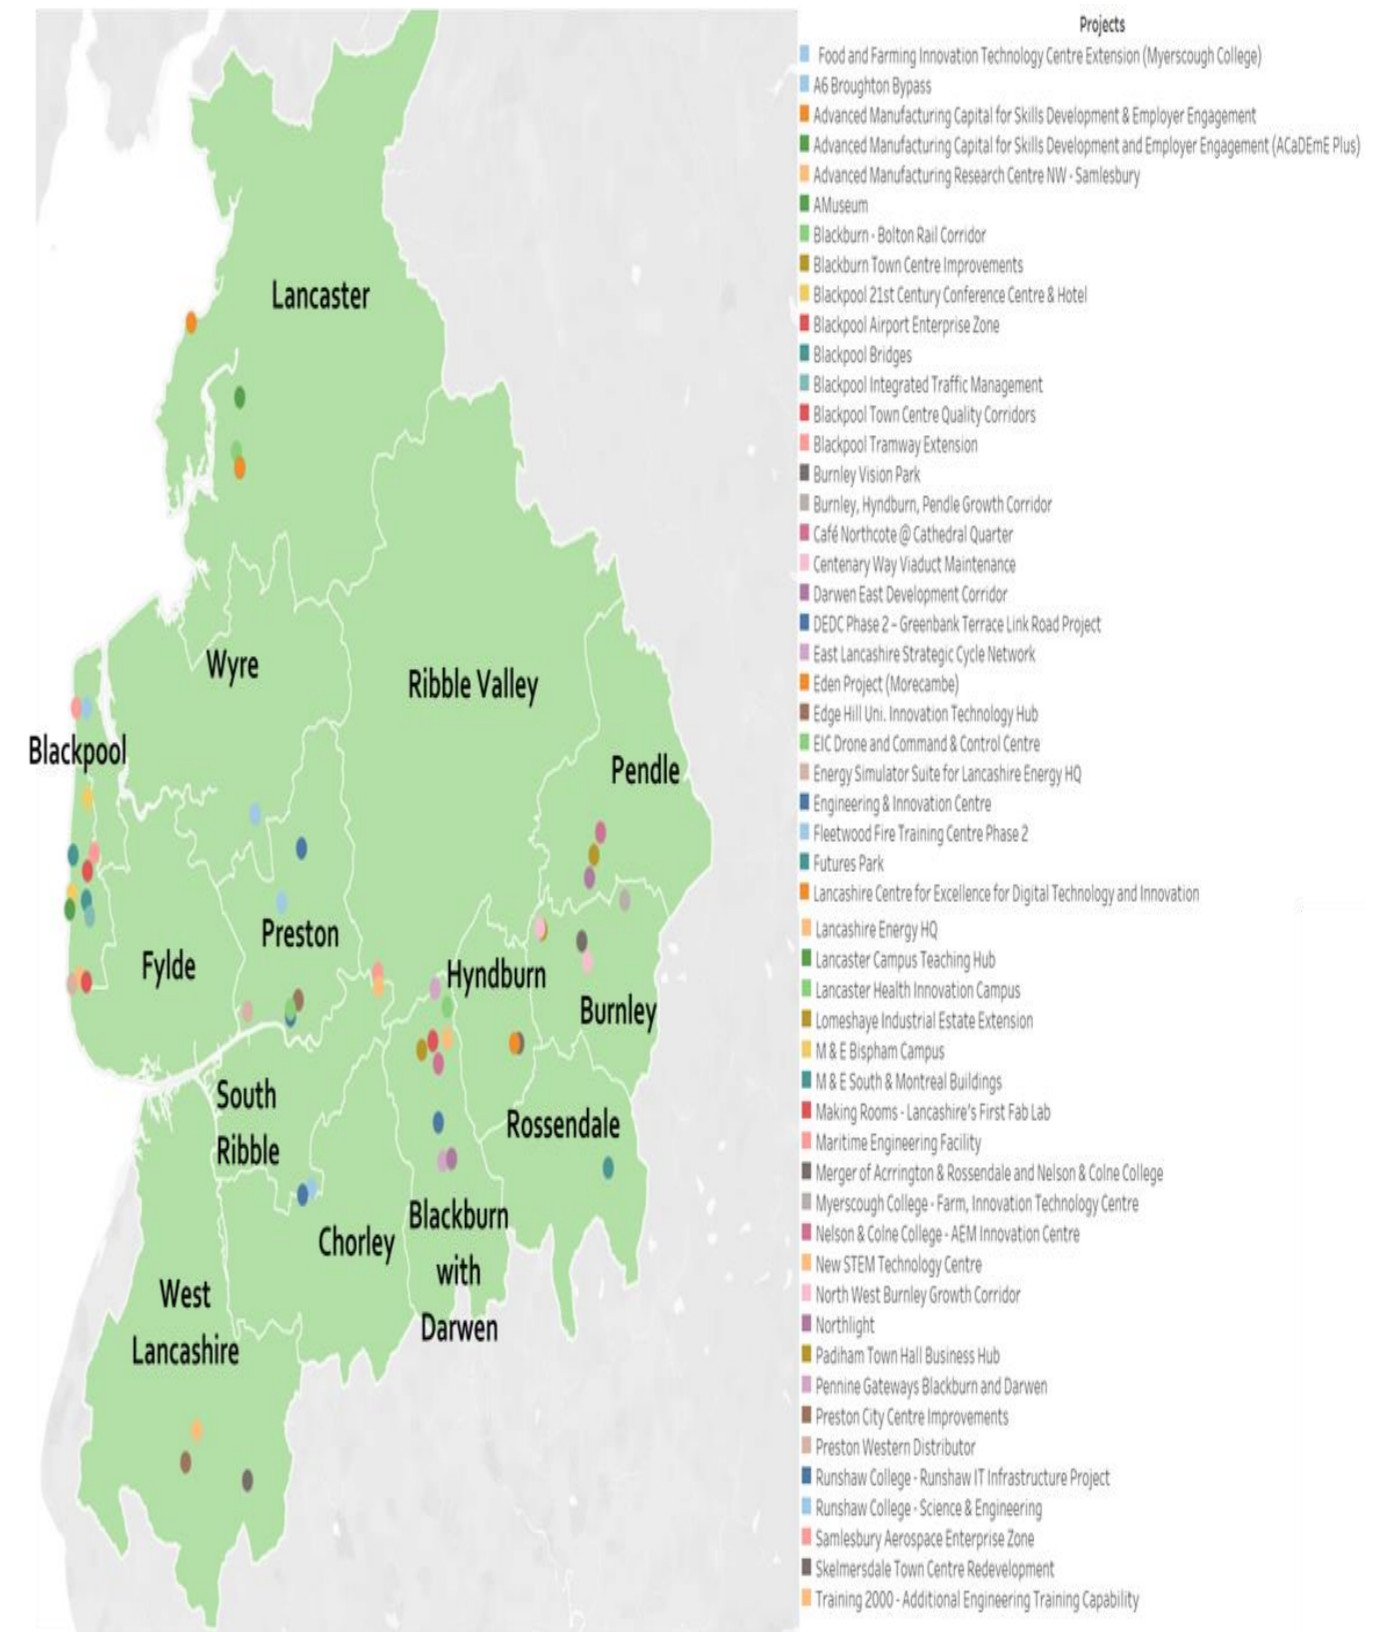 Lancaster
Wyre
Ribble Valley
Blackpool
Pendle
Preston
Fylde
Hyndburn
Burnley
South
Ribble
Rossendale
Blackburn
with
Darwen
Chorley
West
Lancashire
Projects
Food and Farming Innovation Technology Centre Extension (Myerscough College)
A6 Broughton Bypass
Advanced Manufacturing Capital for Skills Development & Employer Engagement
Advanced Manufacturing Capital for Skills Development and Employer Engagement (ACaDEmE Plus)
Advanced Manufacturing Research Centre NW - Samlesbury
AMuseum
Blackburn - Bolton Rail Corridor
Blackburn Town Centre Improvements
Blackpool 21st Century Conference Centre & Hotel
Blackpool Airport Enterprise Zone
Blackpool Bridges
Blackpool Integrated Traffic Management
Blackpool Town Centre Quality Corridors
Blackpool Tramway Extension
Burnley Vision Park
Burnley, Hyndburn, Pendle Growth Corridor
Café Northcote @ Cathedral Quarter
Centenary Way Viaduct Maintenance
Darwen East Development Corridor
DEDC Phase 2 – Greenbank Terrace Link Road Project
East Lancashire Strategic Cycle Network
Eden Project (Morecambe)
Edge Hill Uni. Innovation Technology Hub
EIC Drone and Command & Control Centre
Energy Simulator Suite for Lancashire Energy HQ
Engineering & Innovation Centre
Fleetwood Fire Training Centre Phase 2
Futures Park
Lancashire Centre for Excellence for Digital Technology and Innovation
Lancashire Energy HQ
Lancaster Campus Teaching Hub
Lancaster Health Innovation Campus
Lomeshaye Industrial Estate Extension
M & E Bispham Campus
M & E South & Montreal Buildings
Making Rooms - Lancashire's First Fab Lab
Maritime Engineering Facility
Merger of Acrrington & Rossendale and Nelson & Colne College
Myerscough College - Farm, Innovation Technology Centre
Nelson & Colne College - AEM Innovation Centre
New STEM Technology Centre
North West Burnley Growth Corridor
Northlight
Padiham Town Hall Business Hub
Pennine Gateways Blackburn and Darwen
Preston City Centre Improvements
Preston Western Distributor
Runshaw College - Runshaw IT Infrastructure Project
Runshaw College - Science & Engineering
Samlesbury Aerospace Enterprise Zone
Skelmersdale Town Centre Redevelopment
Training 2000 - Additional Engineering Training Capability